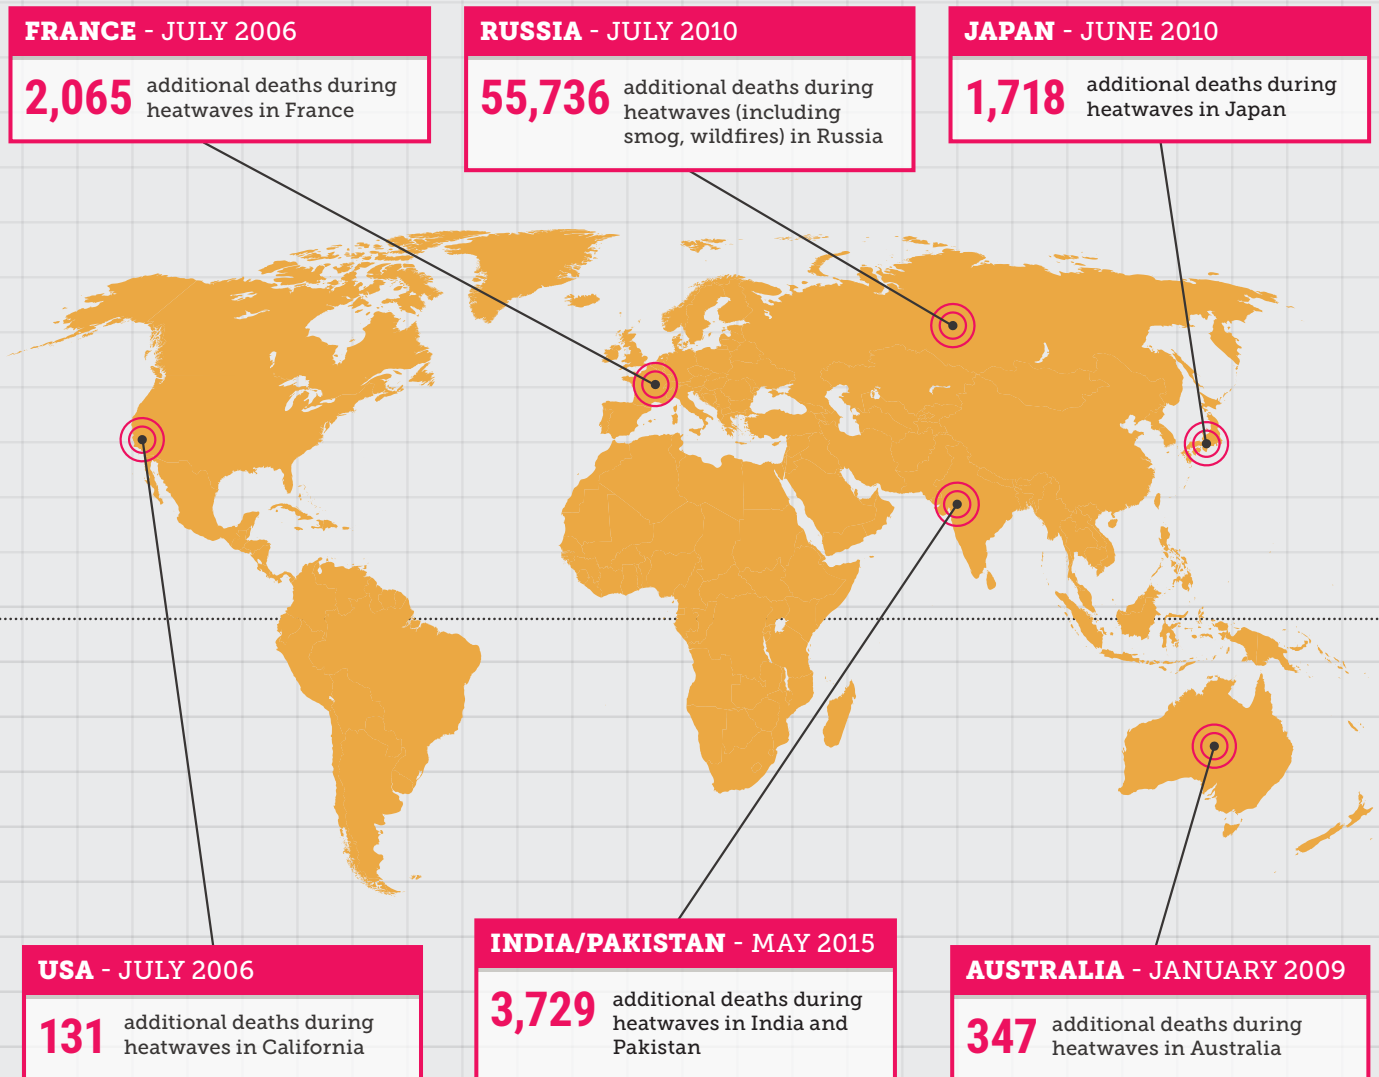 FRANCE - JULY 2006
2,065
additional deaths during
heatwaves in France
RUSSIA - JULY 2010
55,736
additional deaths during
heatwaves (including
smog, wildfires) in Russia
JAPAN - JUNE 2010
1,718
additional deaths during
heatwaves in Japan
USA - JULY 2006
131
additional deaths during
heatwaves in California
INDIA/PAKISTAN - MAY 2015
3,729
additional deaths during
heatwaves in India and
Pakistan
AUSTRALIA - JANUARY 2009
347
additional deaths during
heatwaves in Australia